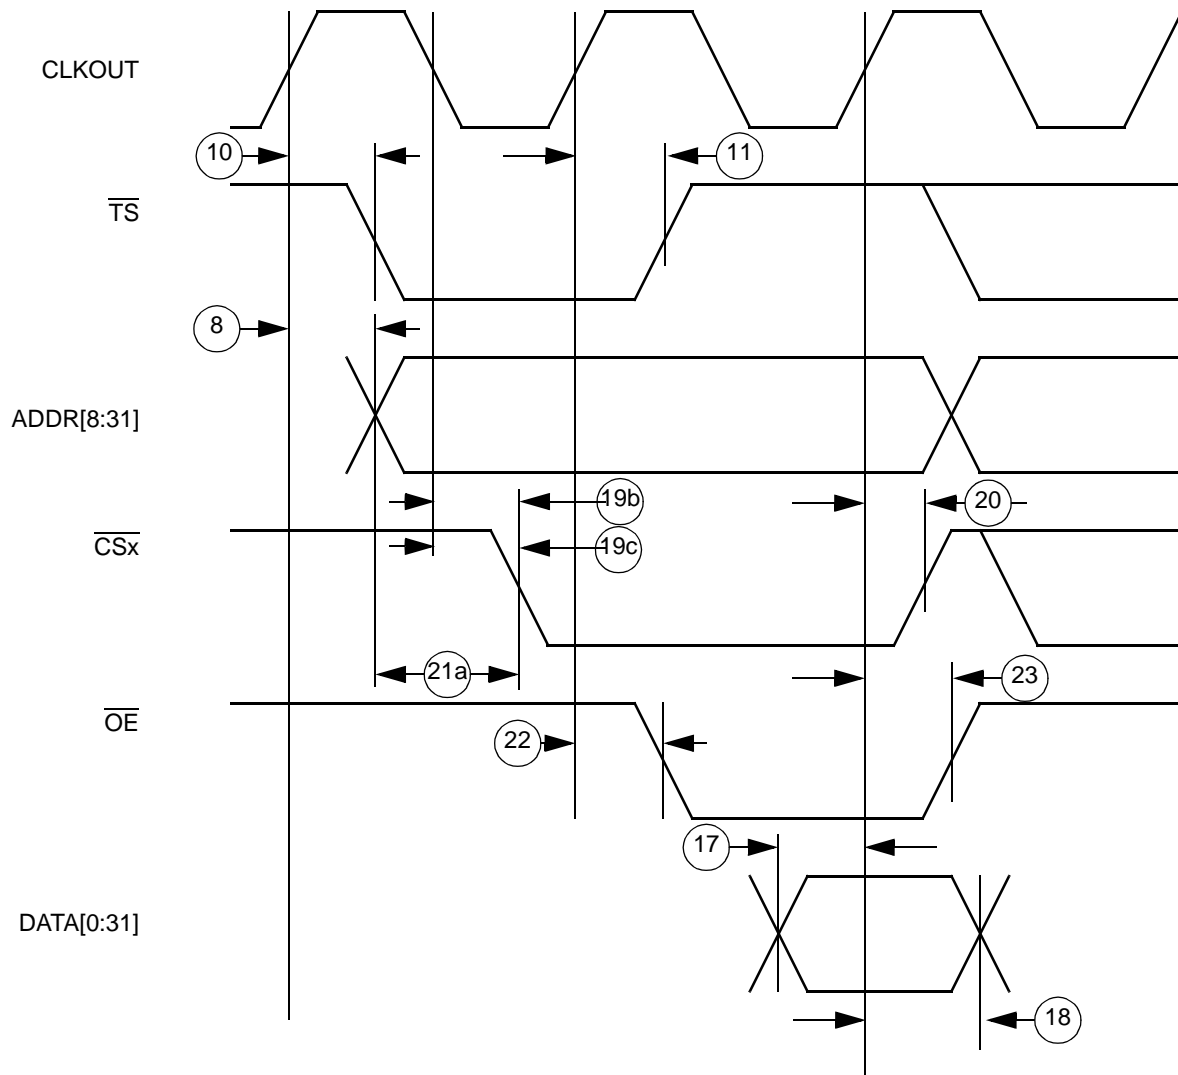 CLKOUT
10
11
TS
8
ADDR[8:31]
19b
20
CSx
19c
21a
23
OE
22
17
DATA[0:31]
18